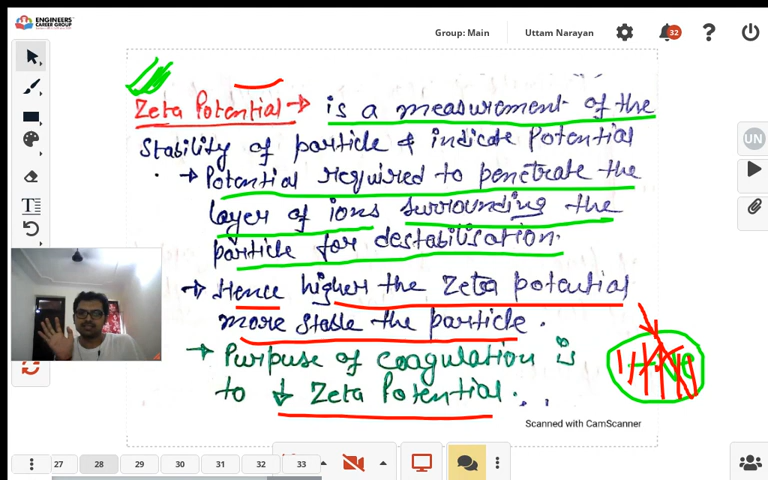 ENGINEERS
CAREER GROUP
Group: Main
Uttam Narayan
32
Zeta Potential → is a measurement of the
Stability of particle & indicate Potential
→ Potential required to penetrate the
layer of ions surrounding the
particle for destabilisation.
→ Hence higher the Zeta potential
more stable the particle.
→ Purpuse of coagulation is
to ↓ Zeta Potential.
Scanned with CamScanner
UN
27 28 29 30 31 32 33